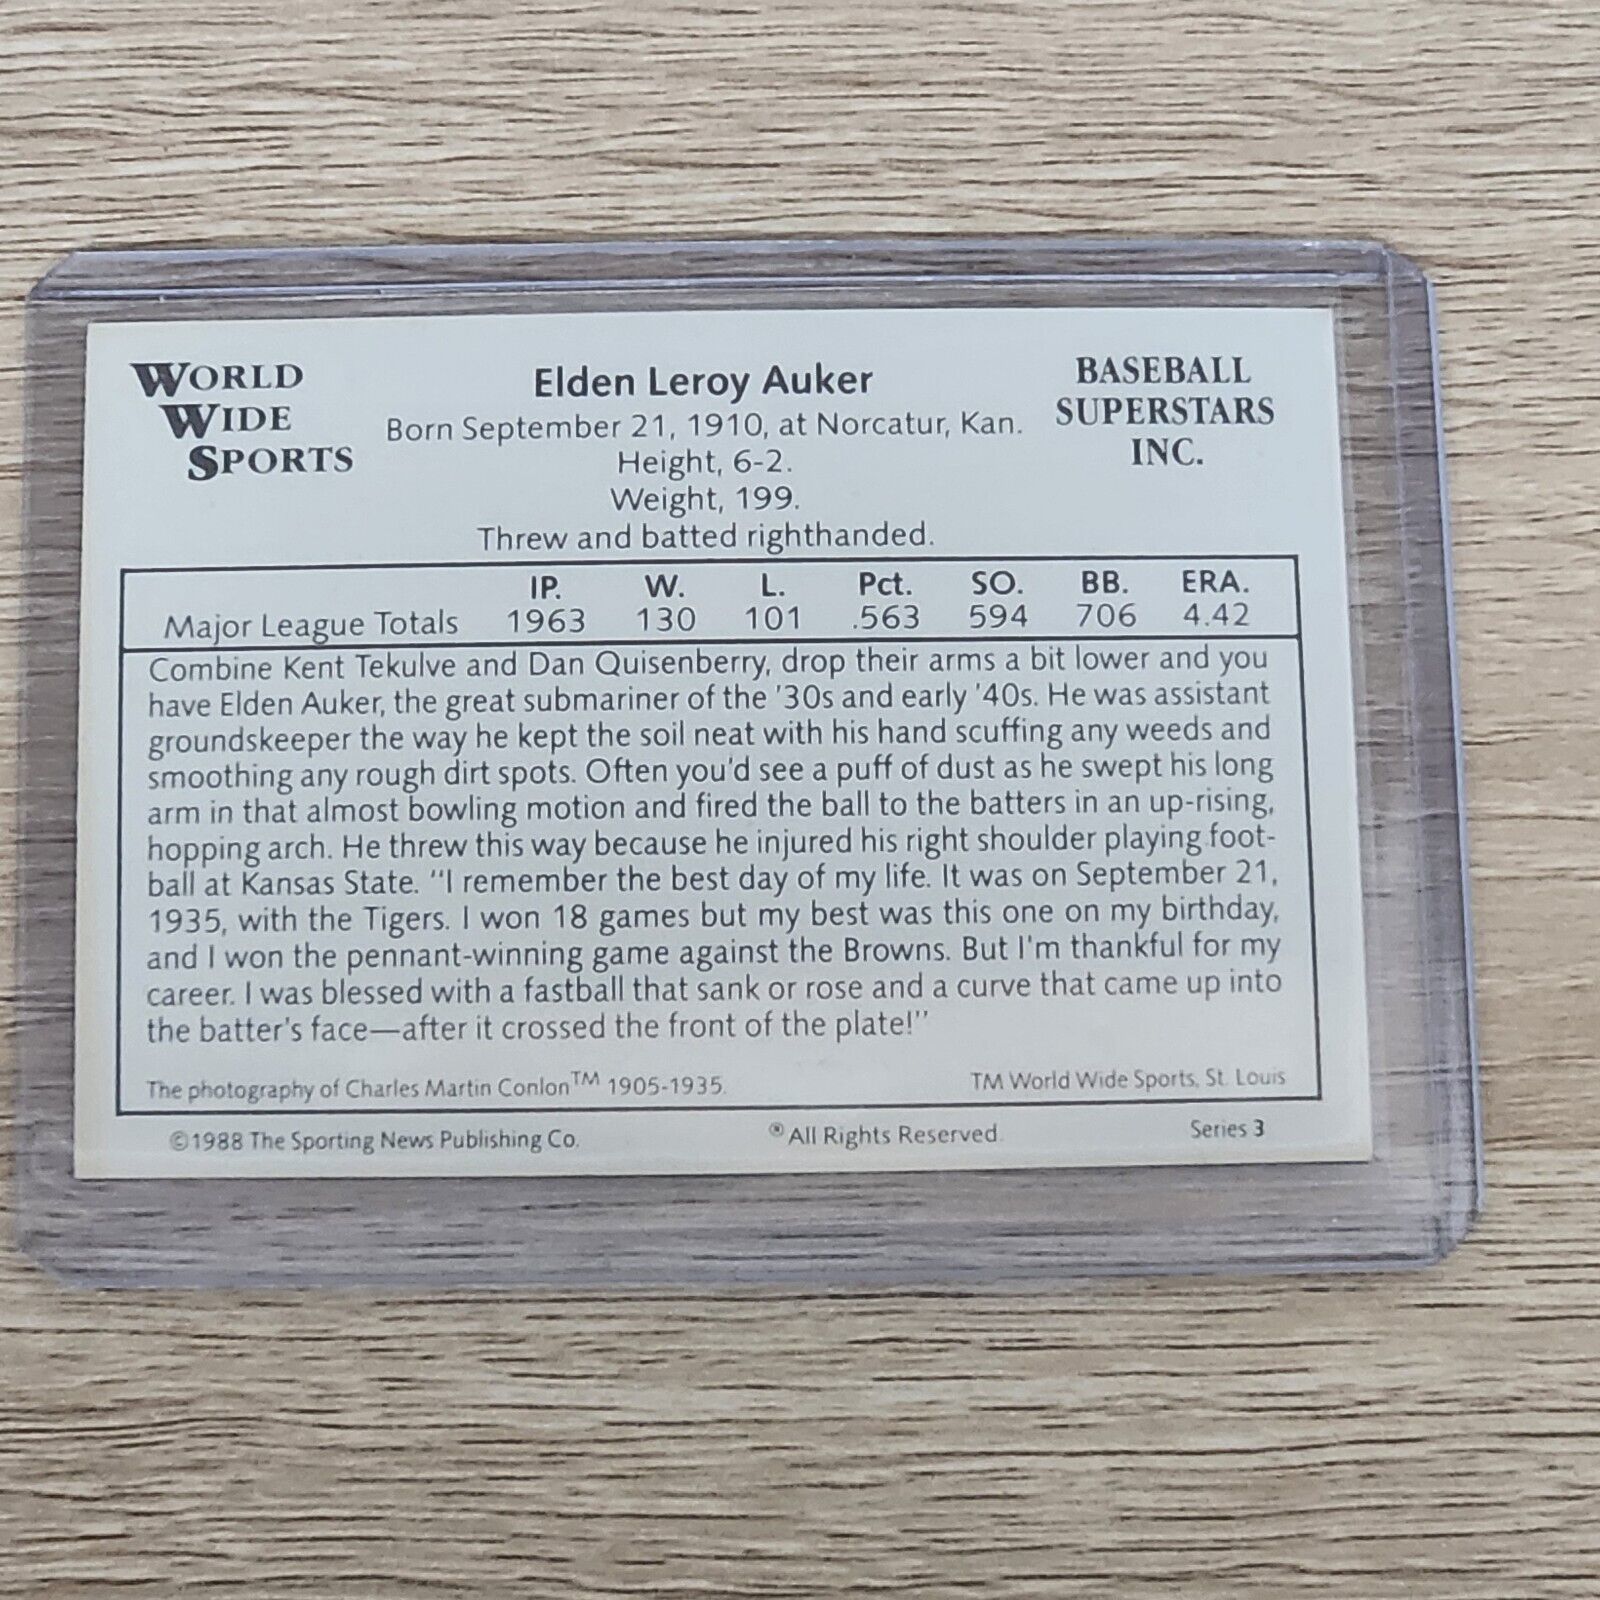 WORLD
WIDE
SPORTS
Elden Leroy Auker
Born September 21, 1910, at Norcatur, Kan.
Height, 6-2.
Weight, 199.
Threw and batted righthanded.
BASEBALL
SUPERSTARS
INC.
IP. W. L. Pct. SO. BB. ERA.
Major League Totals 1963 130 101 .563 594 706 4.42
Combine Kent Tekulve and Dan Quisenberry, drop their arms a bit lower and you
have Elden Auker, the great submariner of the '30s and early '40s. He was assistant
groundskeeper the way he kept the soil neat with his hand scuffing any weeds and
smoothing any rough dirt spots. Often you'd see a puff of dust as he swept his long
arm in that almost bowling motion and fired the ball to the batters in an up-rising,
hopping arch. He threw this way because he injured his right shoulder playing foot-
ball at Kansas State. "I remember the best day of my life. It was on September 21,
1935, with the Tigers. I won 18 games but my best was this one on my birthday,
and I won the pennant-winning game against the Browns. But I'm thankful for my
career. I was blessed with a fastball that sank or rose and a curve that came up into
the batter's face—after it crossed the front of the plate!"
The photography of Charles Martin Conlon™ 1905-1935.
TM World Wide Sports, St. Louis
©1988 The Sporting News Publishing Co.
® All Rights Reserved.
Series 3